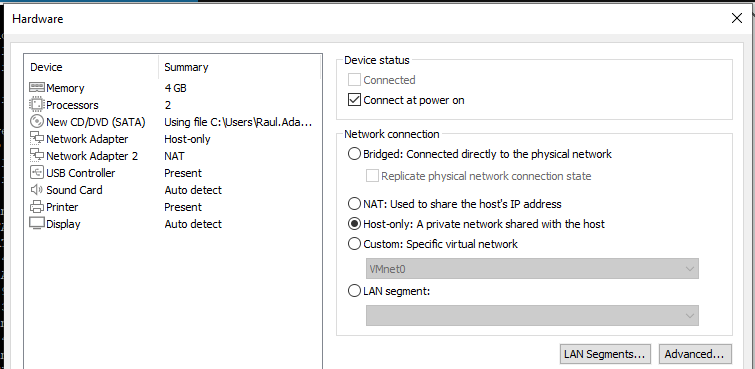 Hardware
Device Summary
Memory 4 GB
Processors 2
New CD/DVD (SATA) Using file C:\Users\Raul.Ada...
Network Adapter Host-only
Network Adapter 2 NAT
USB Controller Present
Sound Card Auto detect
Printer Present
Display Auto detect
Device status
Connected
Connect at power on
Network connection
Bridged: Connected directly to the physical network
Replicate physical network connection state
NAT: Used to share the host's IP address
Host-only: A private network shared with the host
Custom: Specific virtual network
VMnet0
LAN segment:
LAN Segments... Advanced...